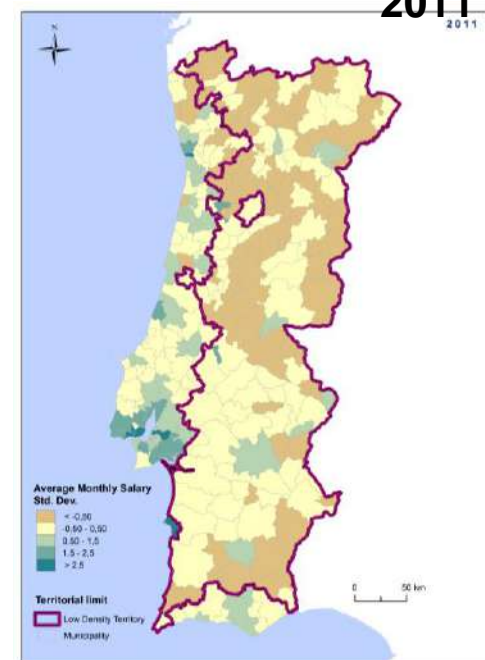 2011
2011
N
Average Monthly Salary
Std. Dev.
< -0,50
-0,50 - 0,50
0,50 - 1,5
1,5 - 2,5
> 2,5
Territorial limit
Low Density Territory
Municipality
0 50 km